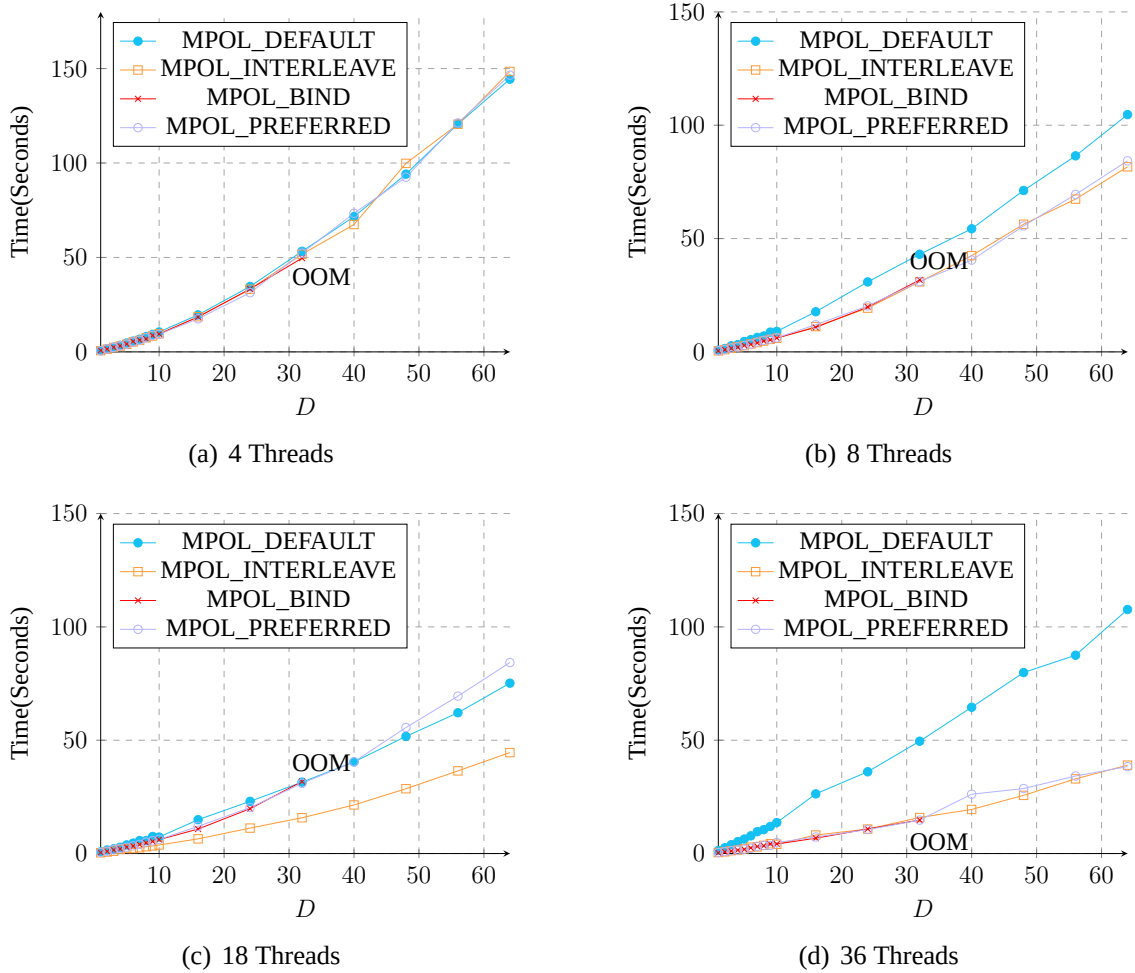 150
100
50
0
10
20
30
40
50
60
Time(Seconds)
D
MPOL_DEFAULT
MPOL_INTERLEAVE
MPOL_BIND
MPOL_PREFERRED
OOM
(a) 4 Threads
150
100
50
0
10
20
30
40
50
60
Time(Seconds)
D
MPOL_DEFAULT
MPOL_INTERLEAVE
MPOL_BIND
MPOL_PREFERRED
OOM
(b) 8 Threads
150
100
50
0
10
20
30
40
50
60
Time(Seconds)
D
MPOL_DEFAULT
MPOL_INTERLEAVE
MPOL_BIND
MPOL_PREFERRED
OOM
(c) 18 Threads
150
100
50
0
10
20
30
40
50
60
Time(Seconds)
D
MPOL_DEFAULT
MPOL_INTERLEAVE
MPOL_BIND
MPOL_PREFERRED
OOM
(d) 36 Threads